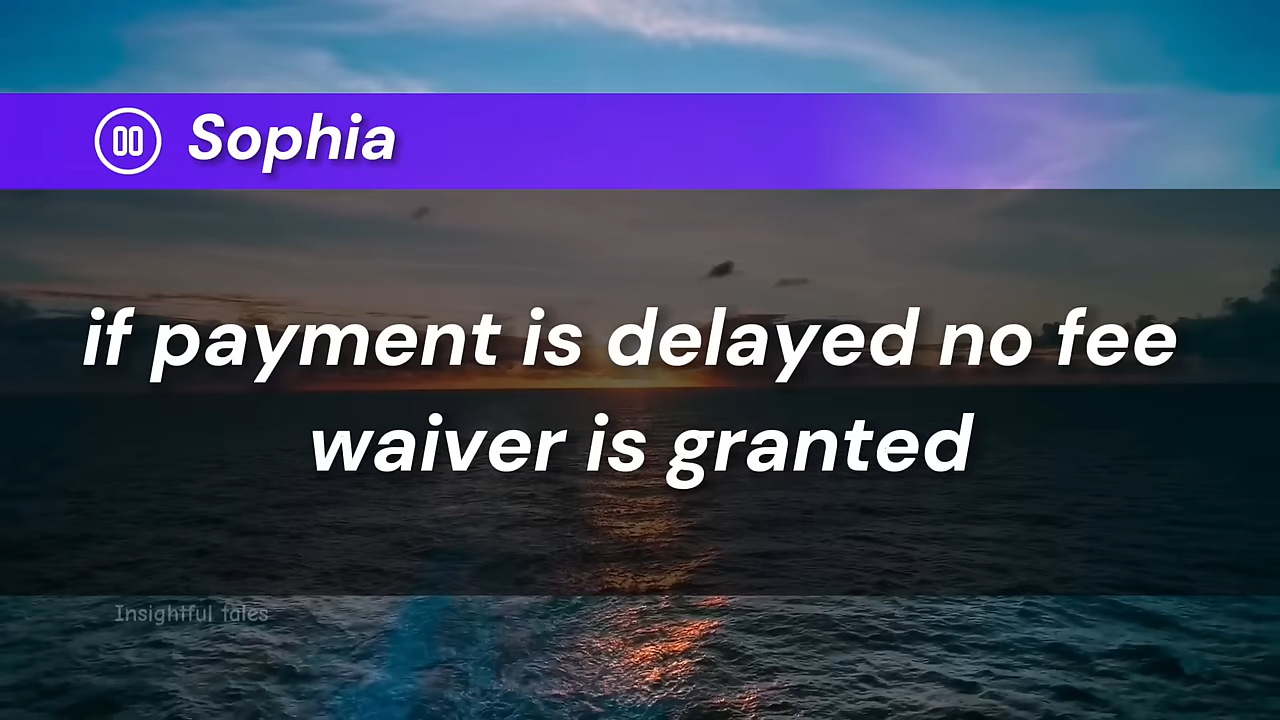 Sophia
if payment is delayed no fee
waiver is granted
Insightful tales